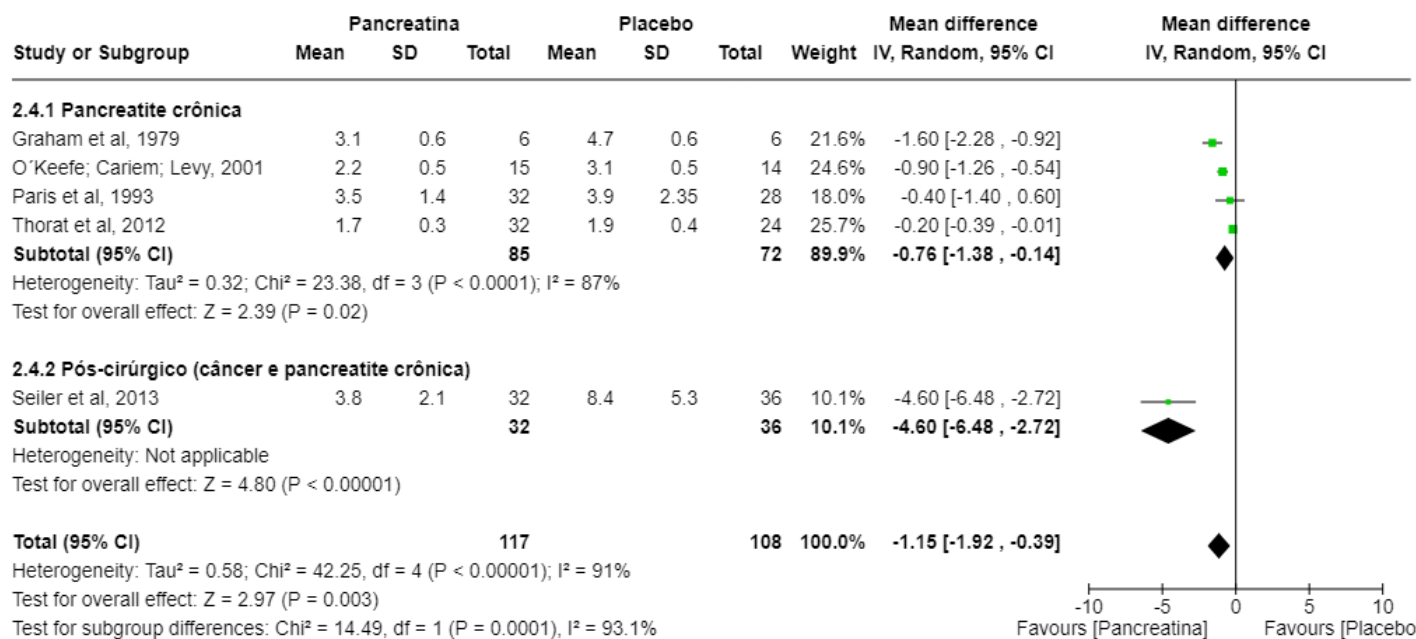 Pancreatina Placebo Mean difference Mean difference
Study or Subgroup Mean SD Total Mean SD Total Weight IV, Random, 95% CI IV, Random, 95% CI
2.4.1 Pancreatite crônica
Graham et al, 1979 3.1 0.6 6 4.7 0.6 6 21.6% -1.60 [-2.28 , -0.92]
O´Keefe; Cariem; Levy, 2001 2.2 0.5 15 3.1 0.5 14 24.6% -0.90 [-1.26 , -0.54]
Paris et al, 1993 3.5 1.4 32 3.9 2.35 28 18.0% -0.40 [-1.40 , 0.60]
Thorat et al, 2012 1.7 0.3 32 1.9 0.4 24 25.7% -0.20 [-0.39 , -0.01]
Subtotal (95% CI) 85 72 89.9% -0.76 [-1.38 , -0.14]
Heterogeneity: Tau² = 0.32; Chi² = 23.38, df = 3 (P < 0.0001); I² = 87%
Test for overall effect: Z = 2.39 (P = 0.02)
2.4.2 Pós-cirúrgico (câncer e pancreatite crônica)
Seiler et al, 2013 3.8 2.1 32 8.4 5.3 36 10.1% -4.60 [-6.48 , -2.72]
Subtotal (95% CI) 32 36 10.1% -4.60 [-6.48 , -2.72]
Heterogeneity: Not applicable
Test for overall effect: Z = 4.80 (P < 0.00001)
Total (95% CI) 117 108 100.0% -1.15 [-1.92 , -0.39]
Heterogeneity: Tau² = 0.58; Chi² = 42.25, df = 4 (P < 0.00001); I² = 91%
Test for overall effect: Z = 2.97 (P = 0.003)
-10 -5 0 5 10
Test for subgroup differences: Chi² = 14.49, df = 1 (P = 0.0001), I² = 93.1% Favours [Pancreatina] Favours [Placebo